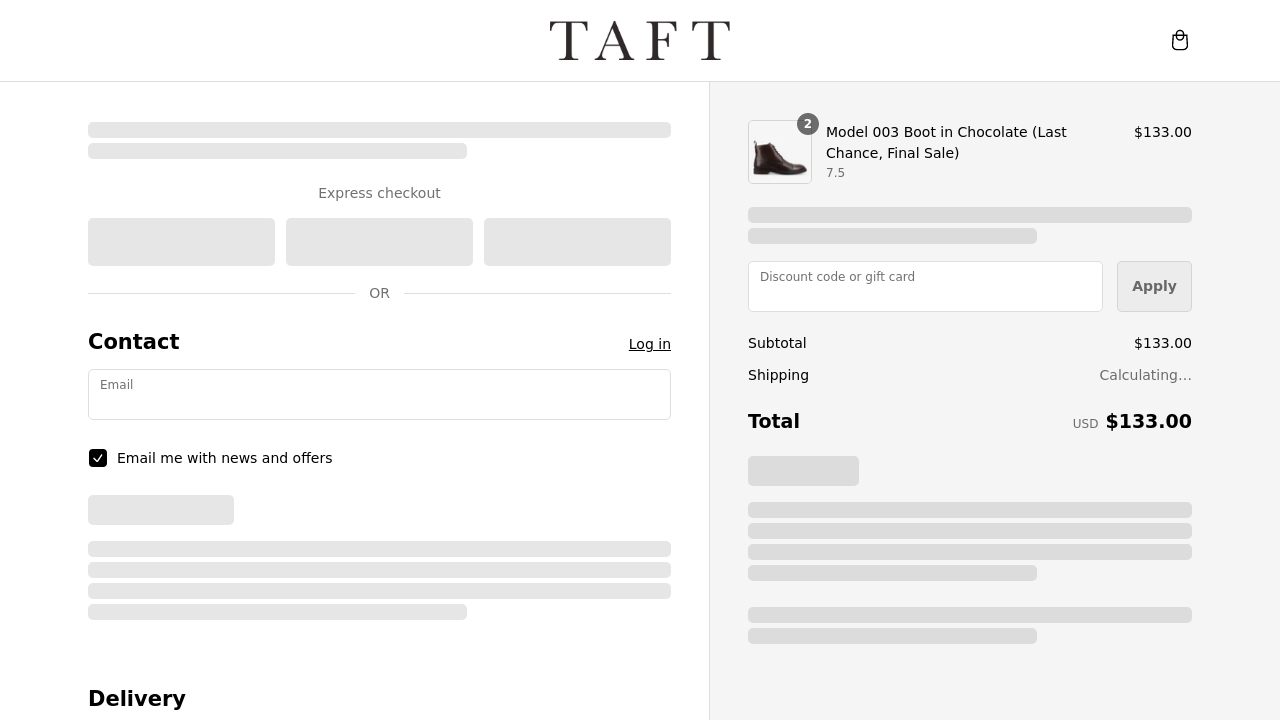 TAFT
Express checkout
OR
Contact
Log in
Email
Email me with news and offers
Delivery
2
Model 003 Boot in Chocolate (Last
Chance, Final Sale)
7.5
$133.00
Discount code or gift card
Apply
Subtotal
$133.00
Shipping
Calculating…
Total
USD $133.00